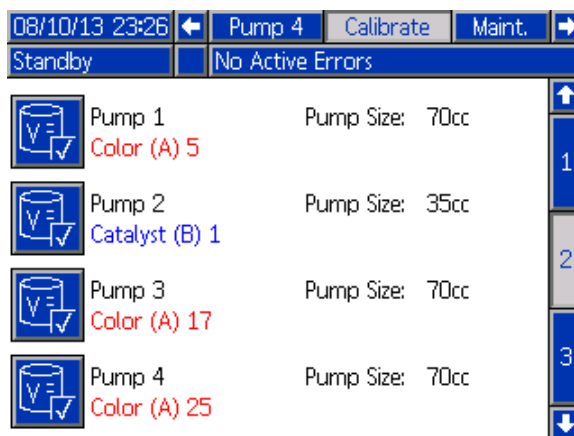 08/10/13 23:26 Pump 4 Calibrate Maint.
Standby No Active Errors
Pump 1 Pump Size: 70cc
Color (A) 5
1
Pump 2 Pump Size: 35cc
Catalyst (B) 1
2
Pump 3 Pump Size: 70cc
Color (A) 17
3
Pump 4 Pump Size: 70cc
Color (A) 25